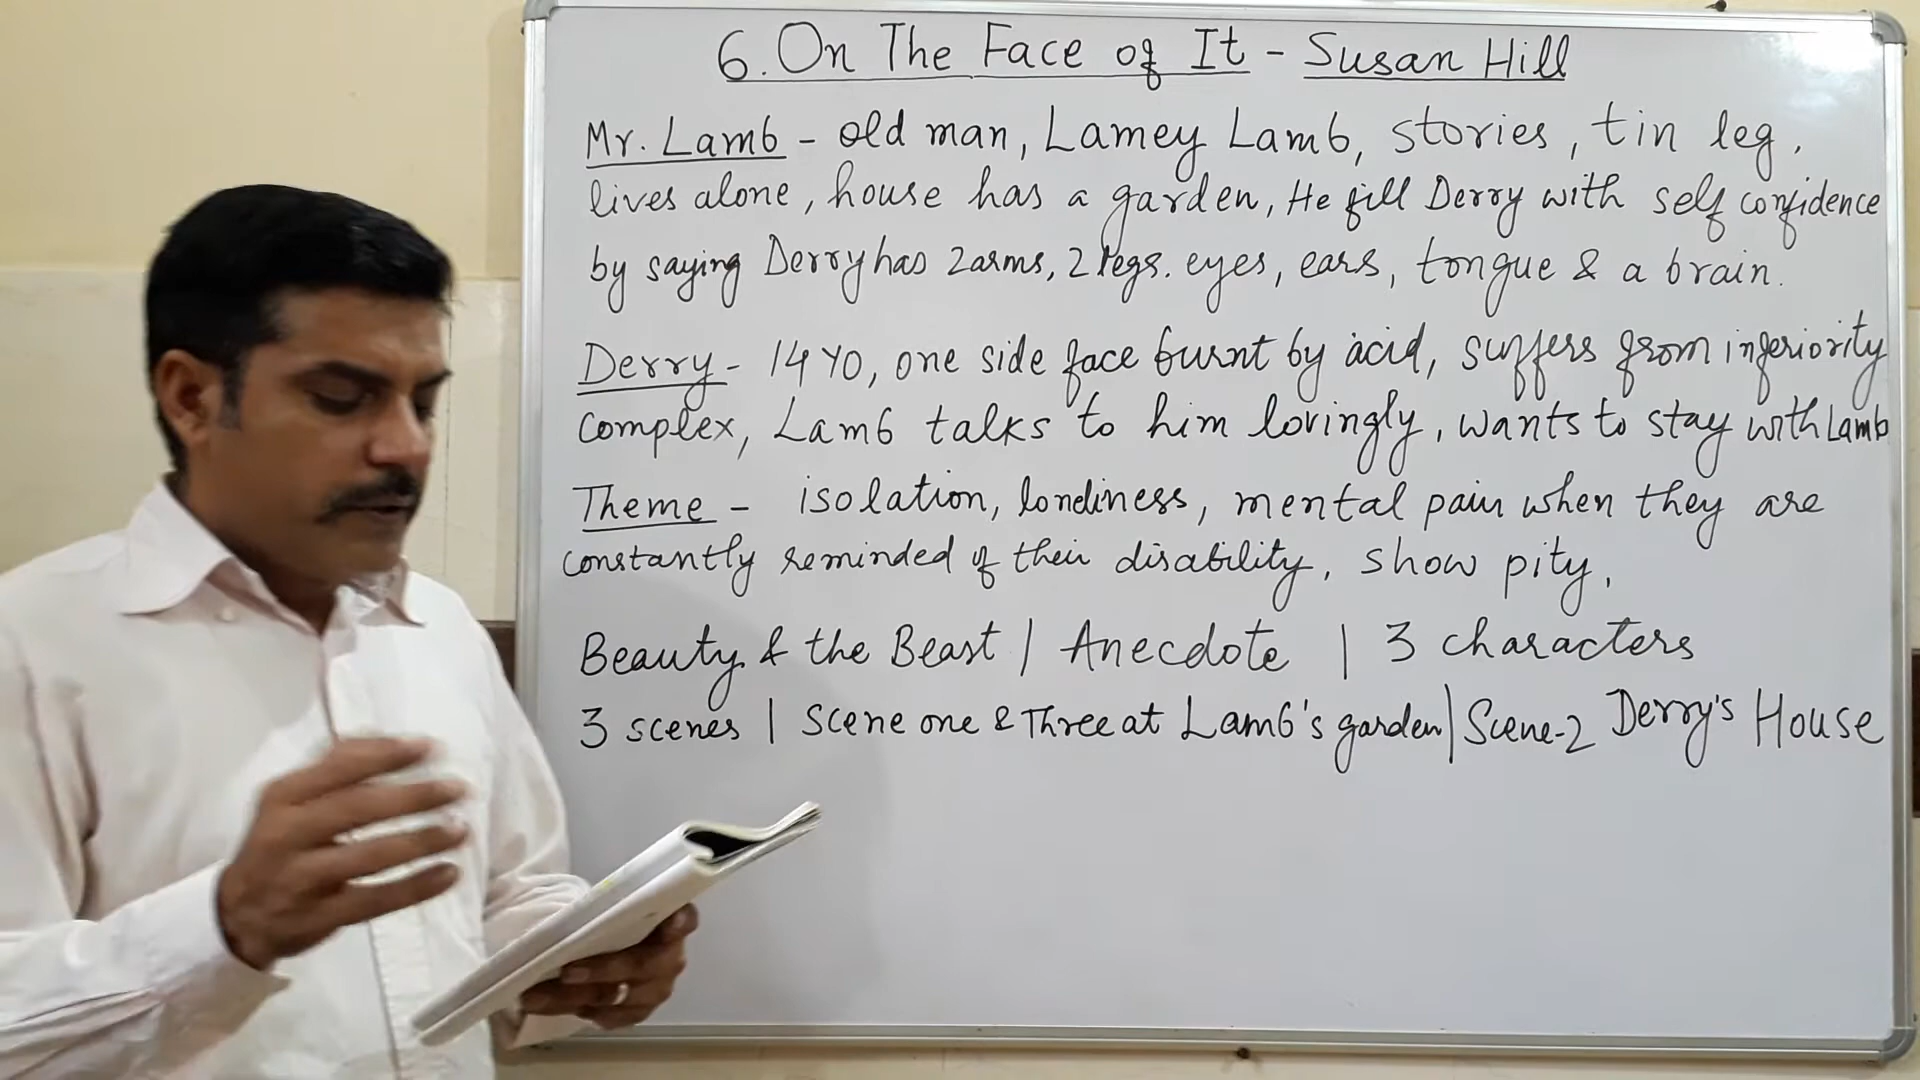 6. On The Face of It - Susan Hill
Mr. Lamb - old man, Lamey Lamb, stories, tin leg,
lives alone, house has a garden, He fill Derry with self confidence
by saying Derry has 2 arms, 2 legs. eyes, ears, tongue & a brain.
Derry - 14 YO, one side face burnt by acid, suffers from inferiority
complex, Lamb talks to him lovingly, wants to stay with Lamb
Theme - isolation, loneliness, mental pain when they are
constantly reminded of their disability, show pity,
Beauty & the Beast | Anecdote | 3 characters
3 scenes | Scene one & Three at Lamb's garden | Scene-2 Derry's House